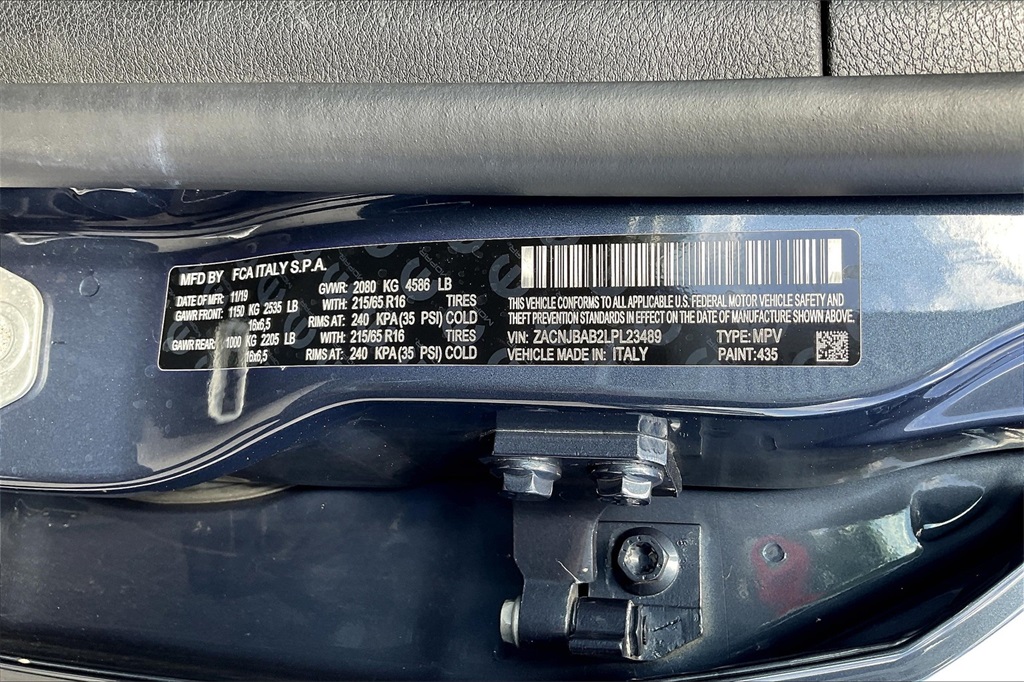 MFD BY FCA ITALY S.P.A.
DATE OF MFR: 11/19 GVWR: 2080 KG 4586 LB
GAWR FRONT: 1150 KG 2535 LB WITH: 215/65 R16 TIRES
16x6,5 RIMS AT: 240 KPA(35 PSI) COLD
GAWR REAR: 1000 KG 2205 LB WITH: 215/65 R16 TIRES
16x6,5 RIMS AT: 240 KPA(35 PSI) COLD
THIS VEHICLE CONFORMS TO ALL APPLICABLE U.S. FEDERAL MOTOR VEHICLE SAFETY AND
THEFT PREVENTION STANDARDS IN EFFECT ON THE DATE OF MANUFACTURE SHOWN ABOVE.
VIN: ZACNJBAB2LPL23489 TYPE: MPV
VEHICLE MADE IN: ITALY PAINT: 435